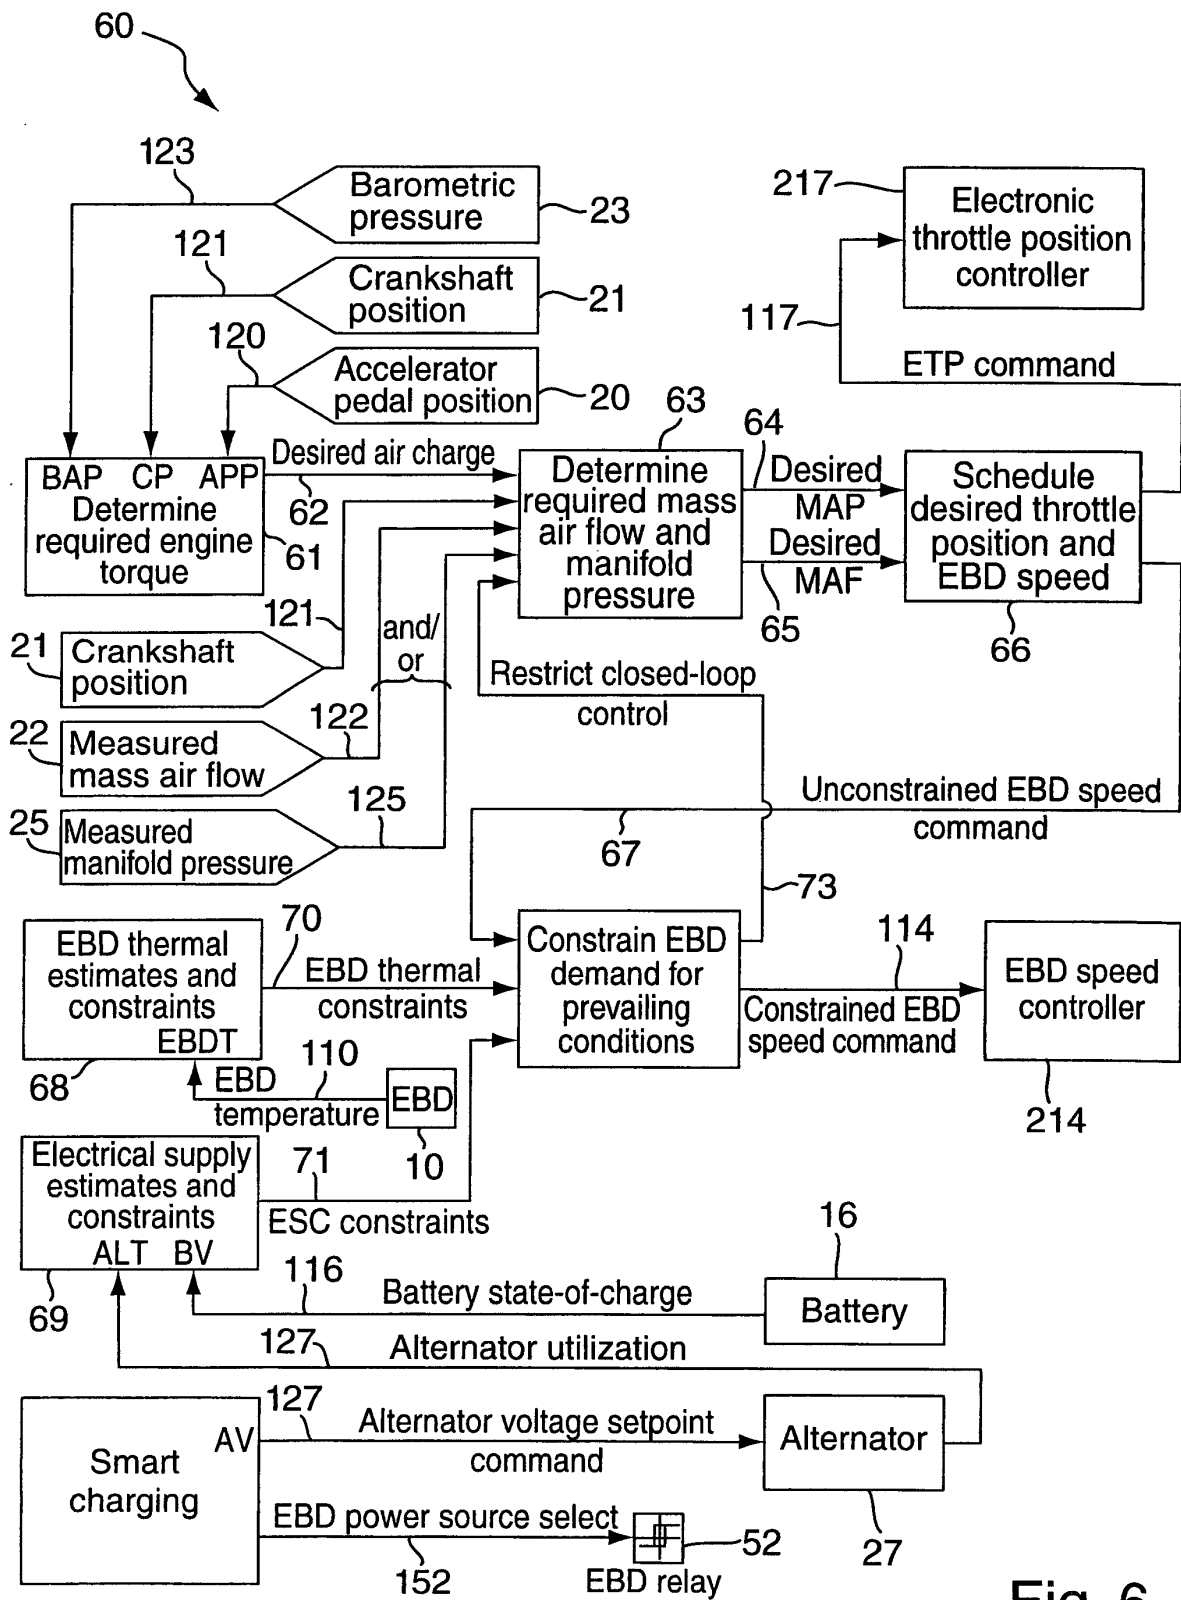 60
123
Barometric
pressure
23
121
Crankshaft
position
21
120
Accelerator
pedal position
20
217
Electronic
throttle position
controller
117
ETP command
BAP CP APP
Determine
required engine
torque
61
Desired air charge
62
63
Determine
required mass
air flow and
manifold
pressure
64
Desired
MAP
Desired
MAF
65
Schedule
desired throttle
position and
EBD speed
66
121
21
Crankshaft
position
and/
or
22
Measured
mass air flow
122
25
Measured
manifold pressure
125
Restrict closed-loop
control
Unconstrained EBD speed
command
67
73
EBD thermal
estimates and
constraints
EBDT
68
70
EBD thermal
constraints
Constrain EBD
demand for
prevailing
conditions
114
Constrained EBD
speed command
EBD speed
controller
214
110
EBD
temperature
EBD
10
Electrical supply
estimates and
constraints
ALT BV
69
71
ESC constraints
116
Battery state-of-charge
16
Battery
127
Alternator utilization
Smart
charging
AV
127
Alternator voltage setpoint
command
Alternator
27
EBD power source select
152
52
EBD relay
Fig. 6